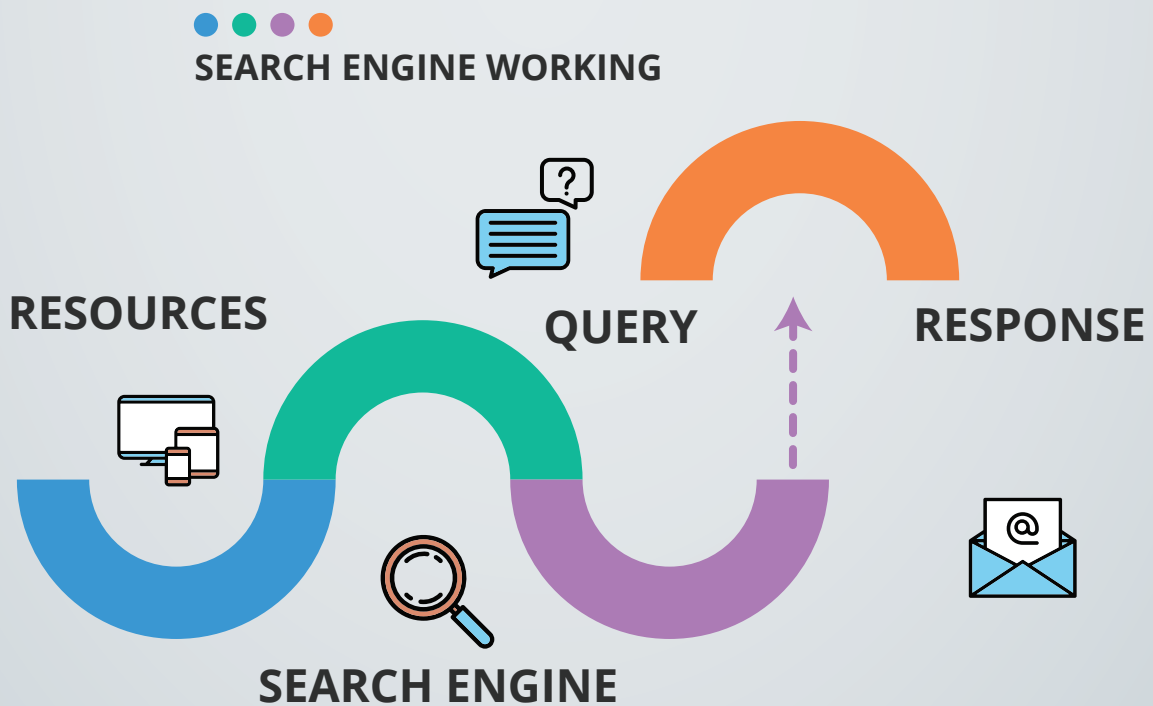 SEARCH ENGINE WORKING
?
RESOURCES
QUERY
RESPONSE
@
SEARCH ENGINE